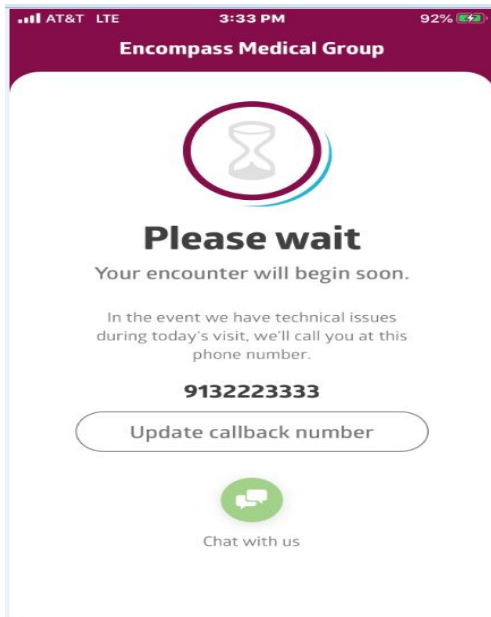 AT&T LTE 3:33 PM 92%
Encompass Medical Group
Please wait
Your encounter will begin soon.
In the event we have technical issues
during today's visit, we'll call you at this
phone number.
9132223333
Update callback number
Chat with us